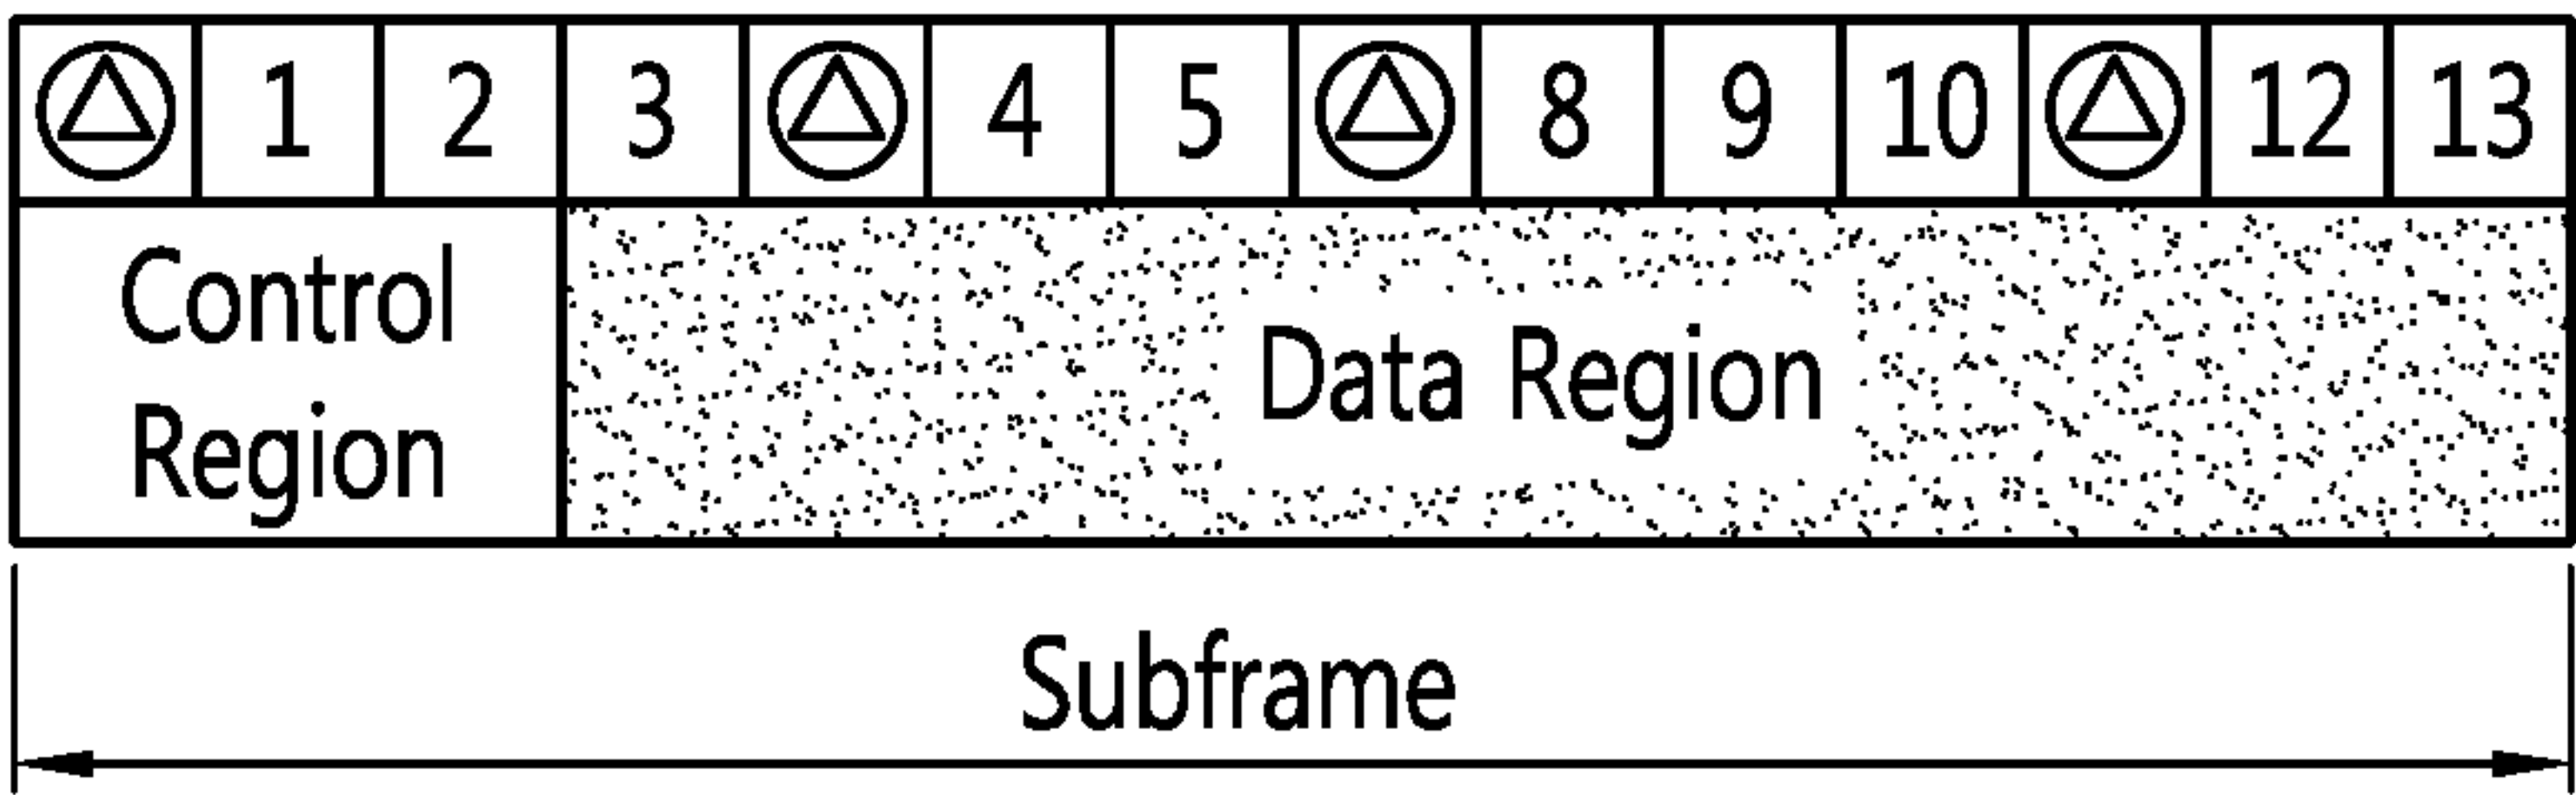 1 2 3 4 5 8 9 10 12 13
Control
Region
Data Region
Subframe